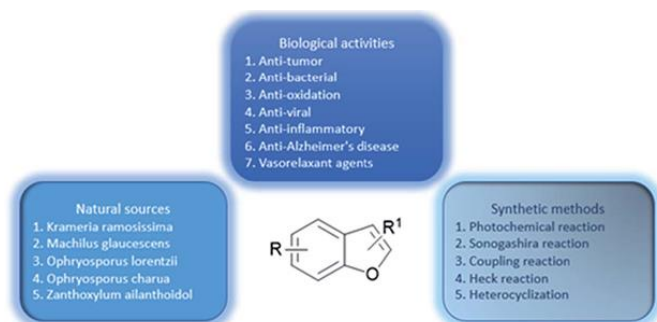 Biological activities
1. Anti-tumor
2. Anti-bacterial
3. Anti-oxidation
4. Anti-viral
5. Anti-inflammatory
6. Anti-Alzheimer's disease
7. Vasorelaxant agents
Natural sources
1. Krameria ramosissima
2. Machilus glaucescens
3. Ophryosporus lorentzii
4. Ophryosporus charua
5. Zanthoxylum ailanthoidol
R
R¹
O
Synthetic methods
1. Photochemical reaction
2. Sonogashira reaction
3. Coupling reaction
4. Heck reaction
5. Heterocyclization